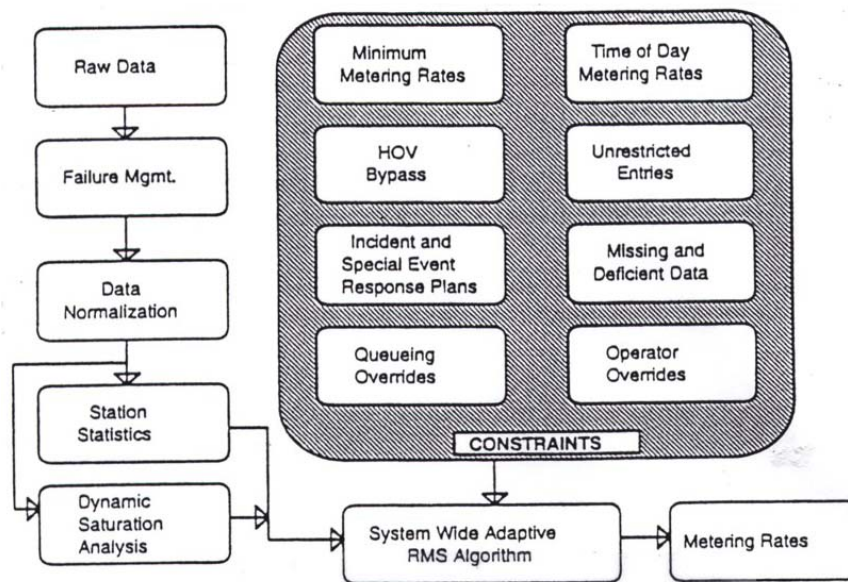 Raw Data
Failure Mgmt.
Data
Normalization
Station
Statistics
Dynamic
Saturation
Analysis
Minimum
Metering Rates
Time of Day
Metering Rates
HOV
Bypass
Unrestricted
Entries
Incident and
Special Event
Response Plans
Missing and
Deficient Data
Queueing
Overrides
Operator
Overrides
CONSTRAINTS
System Wide Adaptive
RMS Algorithm
Metering Rates